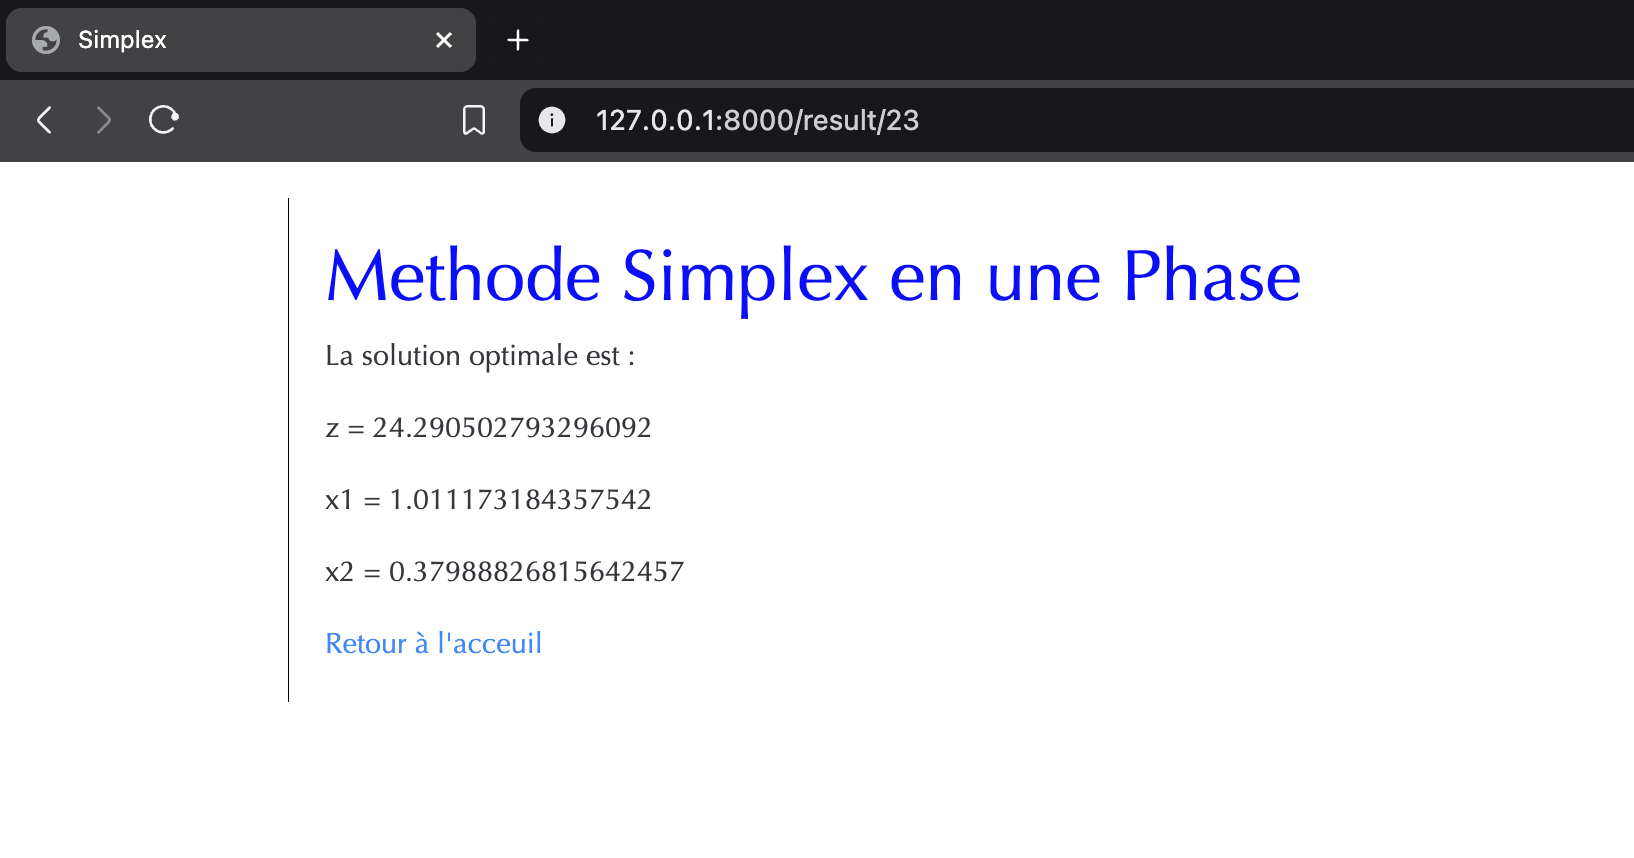 Simplex
127.0.0.1:8000/result/23
Methode Simplex en une Phase
La solution optimale est :
z = 24.290502793296092
x1 = 1.011173184357542
x2 = 0.37988826815642457
Retour à l'acceuil